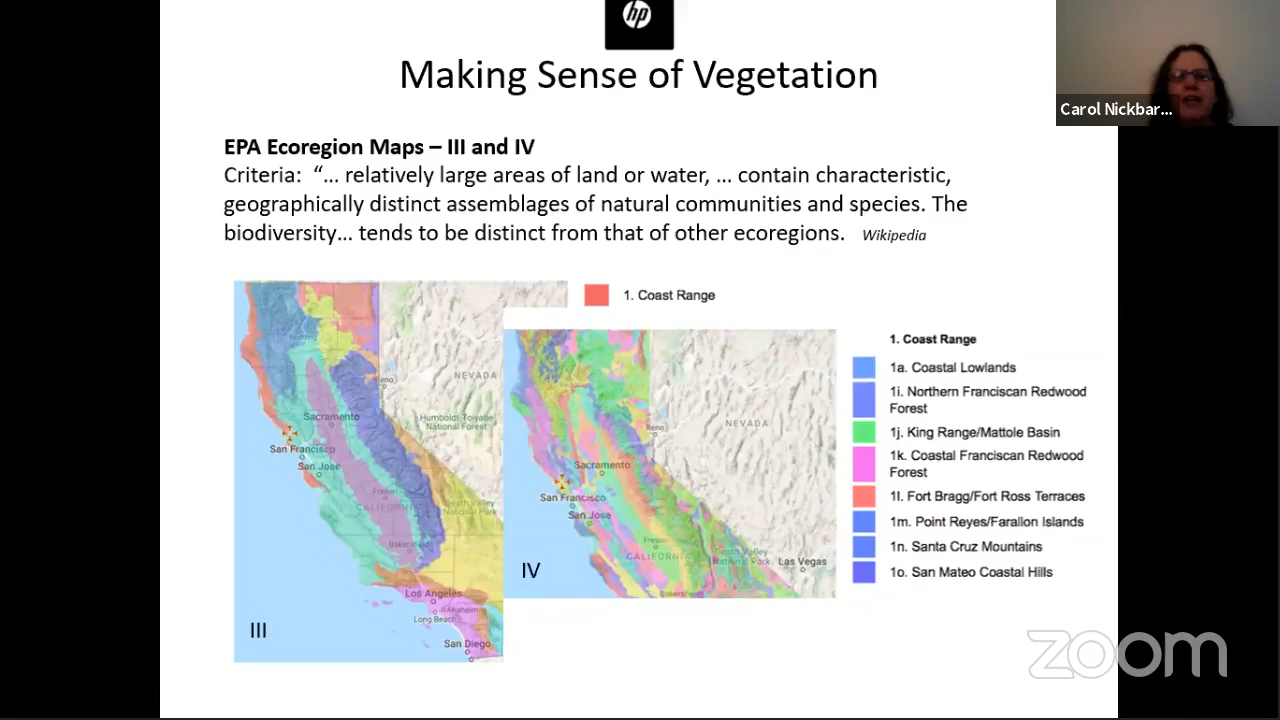 hp
Making Sense of Vegetation
Carol Nickbar...
EPA Ecoregion Maps – III and IV
Criteria: “... relatively large areas of land or water, ... contain characteristic,
geographically distinct assemblages of natural communities and species. The
biodiversity... tends to be distinct from that of other ecoregions. Wikipedia
1. Coast Range
Reno
NEVADA
Humboldt Toiyabe
National Forest
Sacramento
San Francisco
San Jose
Fresno
CALIFORNIA
Death Valley
National Park
Bakersfield
Los Angeles
Anaheim
Long Beach
San Diego
III
Reno
NEVADA
Sacramento
San Francisco
San Jose
Fresno
CALIFORNIA
Death Valley
National Park
Las Vegas
Bakersfield
IV
1. Coast Range
1a. Coastal Lowlands
1i. Northern Franciscan Redwood
Forest
1j. King Range/Mattole Basin
1k. Coastal Franciscan Redwood
Forest
1l. Fort Bragg/Fort Ross Terraces
1m. Point Reyes/Farallon Islands
1n. Santa Cruz Mountains
1o. San Mateo Coastal Hills
zoom